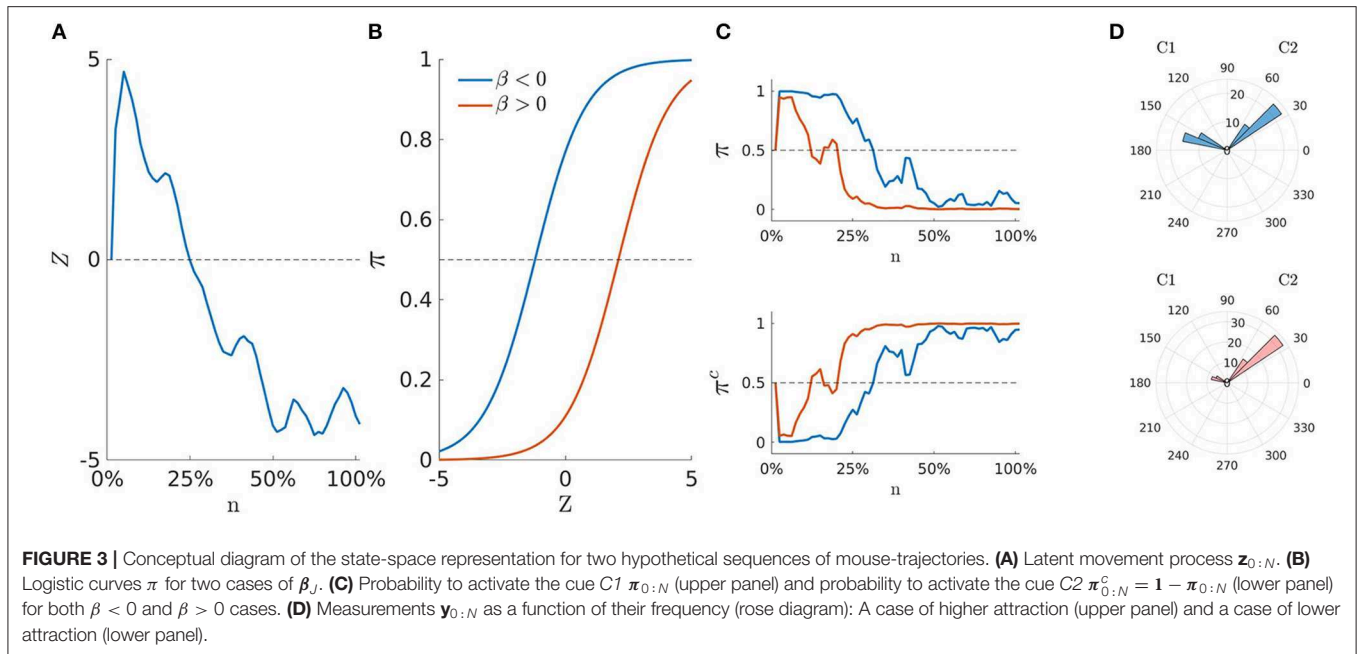 A
5
0
-5
Z
0%
25%
50%
100%
n
B
1
0.8
0.6
0.4
0.2
0
π
β < 0
β > 0
-5
0
5
Z
C
1
0.5
0
π
0%
25%
50%
100%
n
1
0.5
0
πᶜ
0%
25%
50%
100%
n
D
C1
C2
90
120
60
20
150
30
10
180
0
0
210
330
240
300
270
C1
C2
90
120
60
30
150
20
30
10
180
0
0
210
330
240
300
270
FIGURE 3 | Conceptual diagram of the state-space representation for two hypothetical sequences of mouse-trajectories. (A) Latent movement process z₀:N. (B)
Logistic curves π for two cases of βJ. (C) Probability to activate the cue C1 π₀:N (upper panel) and probability to activate the cue C2 πᶜ₀:N = 1 − π₀:N (lower panel)
for both β < 0 and β > 0 cases. (D) Measurements y₀:N as a function of their frequency (rose diagram): A case of higher attraction (upper panel) and a case of lower
attraction (lower panel).